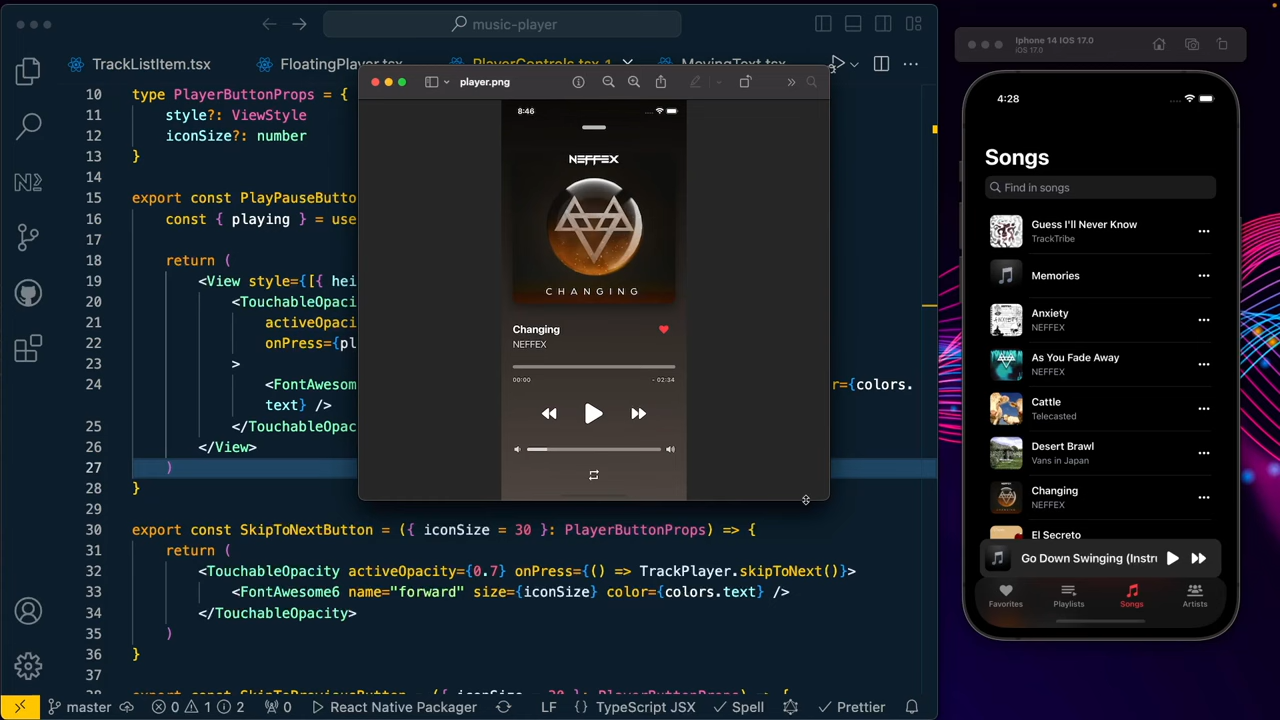 music-player
TrackListItem.tsx
FloatingPlayer.tsx
PlayerControls.tsx 1
MovingText.tsx
10 type PlayerButtonProps = {
11 style?: ViewStyle
12 iconSize?: number
13 }
14
15 export const PlayPauseButto
16 const { playing } = use
17
18 return (
19 <View style={[{ hei
20 <TouchableOpaci
21 activeOpaci
22 onPress={pl
23 >
24 <FontAwesom
or={colors.
text) />
25 </TouchableOpac
26 </View>
27 )
28 }
30 export const SkipToNextButton = ({ iconSize = 30 }: PlayerButtonProps) => {
31 return (
32 <TouchableOpacity activeOpacity={0.7} onPress={() => TrackPlayer.skipToNext()}>
33 <FontAwesome6 name="forward" size={iconSize} color={colors.text} />
34 </TouchableOpacity>
35 )
36 }
37
master
0
1
2
0
React Native Packager
LF
{} TypeScript JSX
Spell
Prettier
player.png
8:46
NEFFEX
CHANGING
Changing
NEFFEX
00:00
- 02:34
Iphone 14 IOS 17.0
iOS 17.0
4:28
Songs
Find in songs
Guess I'll Never Know
TrackTribe
Memories
Anxiety
NEFFEX
As You Fade Away
NEFFEX
Cattle
Telecasted
Desert Brawl
Vans in Japan
Changing
NEFFEX
El Secreto
Go Down Swinging (Instru
Favorites
Playlists
Songs
Artists